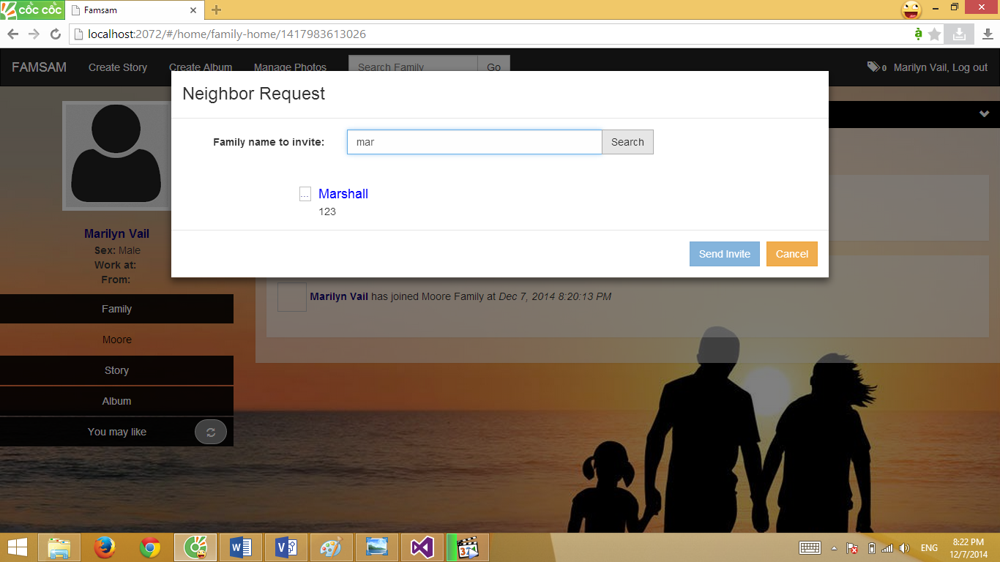 cốc cốc
Famsam
localhost:2072/#/home/family-home/1417983613026
FAMSAM
Create Story
Create Album
Manage Photos
Search Family
Go
0
Marilyn Vail, Log out
Neighbor Request
Family name to invite:
mar
Search
...
Marshall
123
Send Invite
Cancel
Marilyn Vail
Sex: Male
Work at:
From:
Family
Moore
Story
Album
You may like
Marilyn Vail has joined Moore Family at Dec 7, 2014 8:20:13 PM
ENG
8:22 PM
12/7/2014